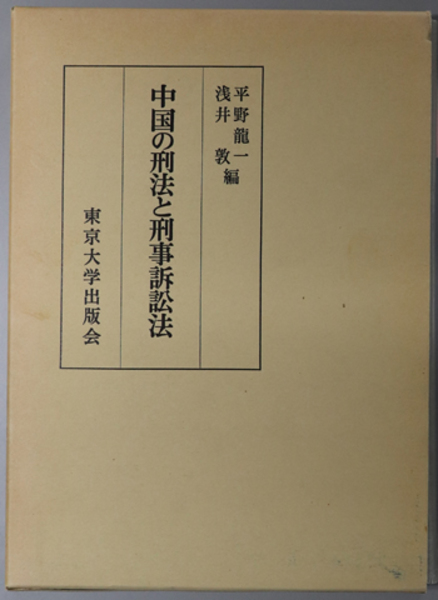 平野龍一
浅井敦編
中国の刑法と刑事訴訟法
東京大学出版会